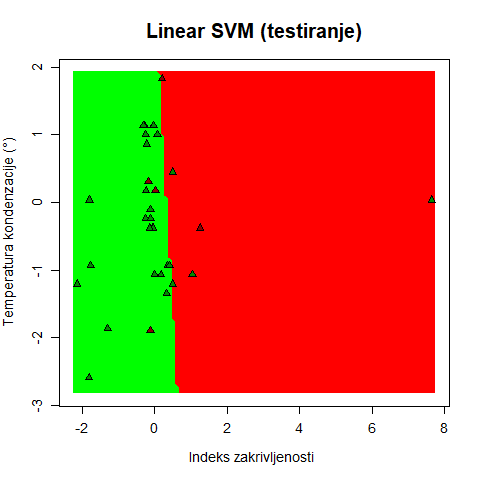 Linear SVM (testiranje)
Temperatura kondenzacije (°)
2
1
0
-1
-2
-3
-2 0 2 4 6 8
Indeks zakrivljenosti